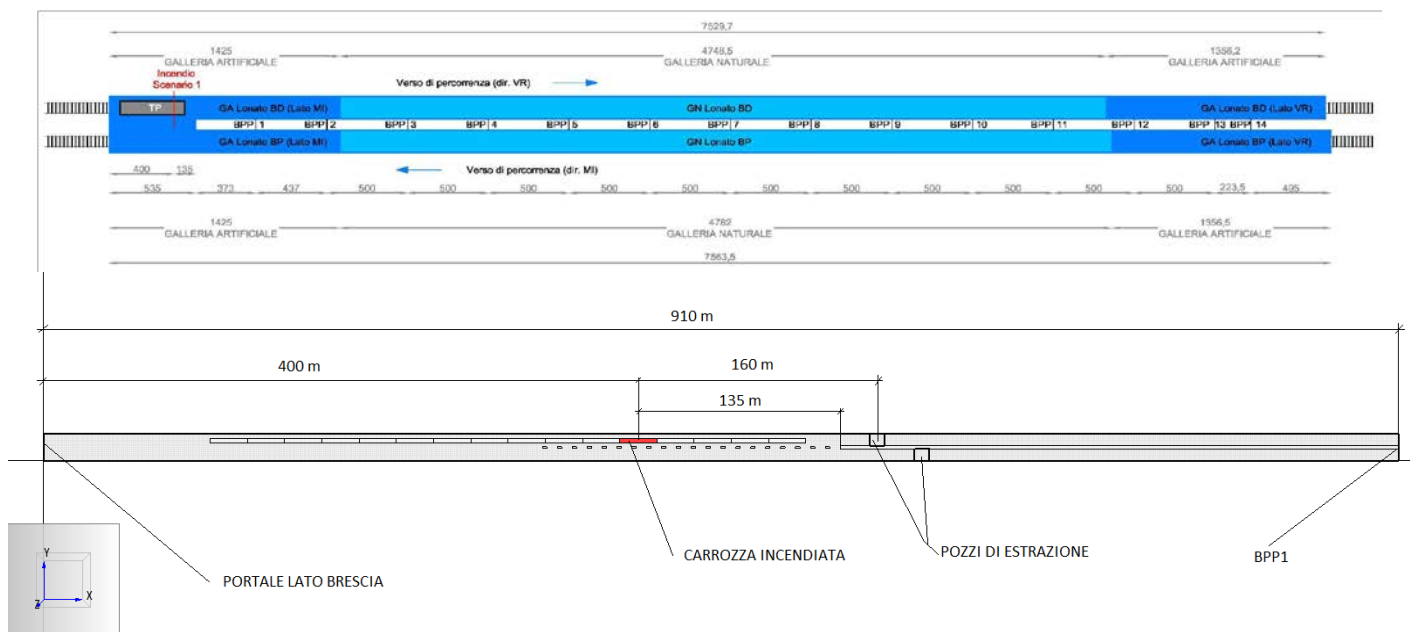 7529,7
1425 4748,5 1356,2
GALLERIA ARTIFICIALE GALLERIA NATURALE GALLERIA ARTIFICIALE
Incendio
Scenario 1
Verso di percorrenza (dir. VR)
TP GA Lonato BD (Lato MI) GN Lonato BD GA Lonato BD (Lato VR)
BPP 1 BPP 2 BPP 3 BPP 4 BPP 5 BPP 6 BPP 7 BPP 8 BPP 9 BPP 10 BPP 11 BPP 12 BPP 13 BPP 14
GA Lonato BP (Lato MI) GN Lonato BP GA Lonato BP (Lato VR)
400 135 Verso di percorrenza (dir. MI)
535 373 437 500 500 500 500 500 500 500 500 500 500 500 223,5 495
1425 4782 1356,5
GALLERIA ARTIFICIALE GALLERIA NATURALE GALLERIA ARTIFICIALE
7563,5
910 m
400 m 160 m
135 m
CARROZZA INCENDIATA
POZZI DI ESTRAZIONE
BPP1
PORTALE LATO BRESCIA
Y
Z X